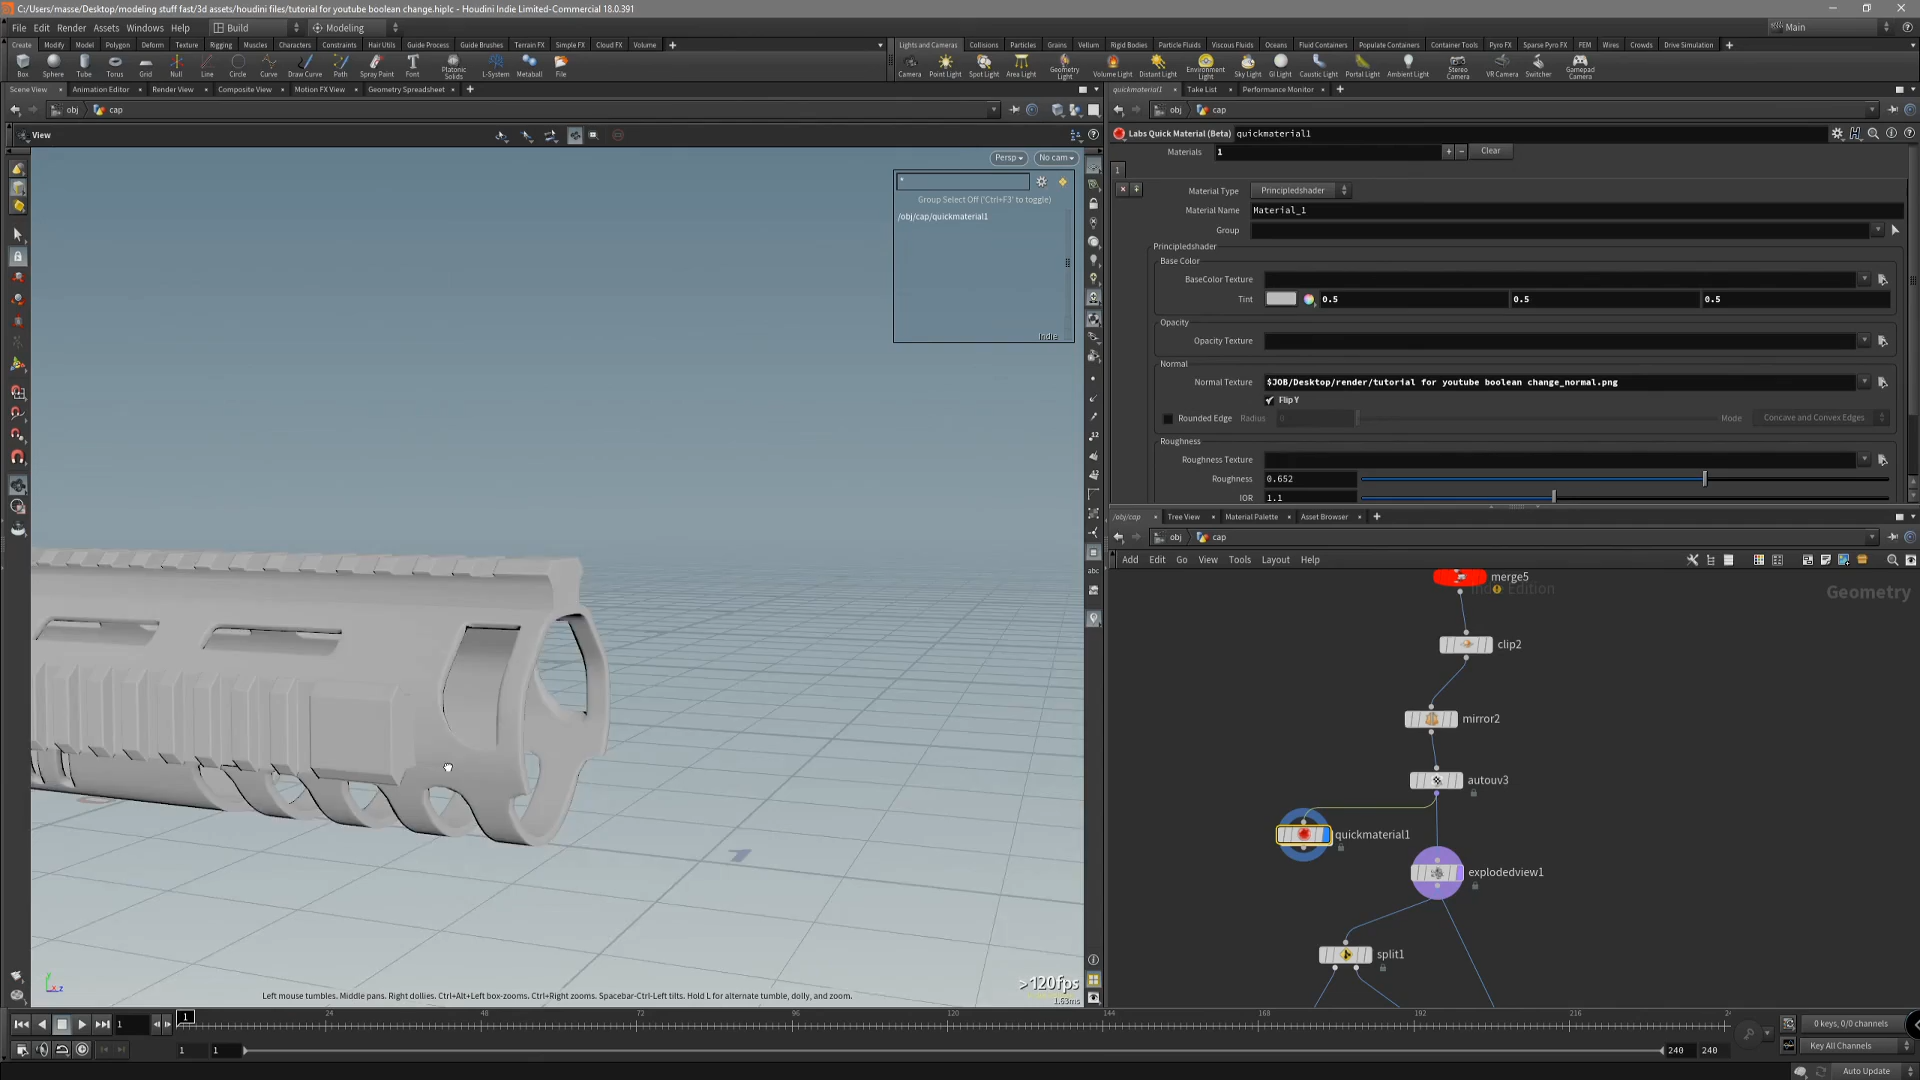 C:/Users/masse/Desktop/modeling stuff fast/3d assets/houdini files/tutorial for youtube boolean change.hiplc - Houdini Indie Limited-Commercial 18.0.391
File Edit Render Assets Windows Help Build Modeling Main
Create Modify Model Polygon Deform Texture Rigging Muscles Characters Constraints Hair Utils Guide Process Guide Brushes Terrain FX Simple FX Cloud FX Volume
Lights and Cameras Collisions Particles Grains Vellum Rigid Bodies Particle Fluids Viscous Fluids Oceans Fluid Containers Populate Containers Container Tools Pyro FX Sparse Pyro FX FEM Wires Crowds Drive Simulation
Box Sphere Tube Torus Grid Null Line Circle Curve Draw Curve Path Spray Paint Font Platonic Solids L-System Metaball File
Camera Point Light Spot Light Area Light Geometry Light Volume Light Distant Light Environment Light Sky Light GI Light Caustic Light Portal Light Ambient Light Stereo Camera VR Camera Switcher Gamepad Camera
Scene View Animation Editor Render View Composite View Motion FX View Geometry Spreadsheet
obj cap
View
Persp No cam
*
Group Select Off ('Ctrl+F3' to toggle)
/obj/cap/quickmaterial1
Indie
>120fps
1.63ms
Left mouse tumbles. Middle pans. Right dollies. Ctrl+Alt+Left box-zooms. Ctrl+Right zooms. Spacebar-Ctrl-Left tilts. Hold L for alternate tumble, dolly, and zoom.
quickmaterial1 Take List Performance Monitor
obj cap
Labs Quick Material (Beta) quickmaterial1
Materials 1 + - Clear
1
Material Type Principledshader
Material Name Material_1
Group
Principledshader
Base Color
BaseColor Texture
Tint 0.5 0.5 0.5
Opacity
Opacity Texture
Normal
Normal Texture $JOB/Desktop/render/tutorial for youtube boolean change_normal.png
Flip Y
Rounded Edge Radius 0 Mode Concave and Convex Edges
Roughness
Roughness Texture
Roughness 0.652
IOR 1.1
/obj/cap Tree View Material Palette Asset Browser
obj cap
Add Edit Go View Tools Layout Help
Indie Edition
Geometry
merge5
clip2
mirror2
autouv3
quickmaterial1
explodedview1
split1
1 1 24 48 72 96 120 144 168 192 216
0 keys, 0/0 channels
1 1 240 240
Key All Channels
Auto Update